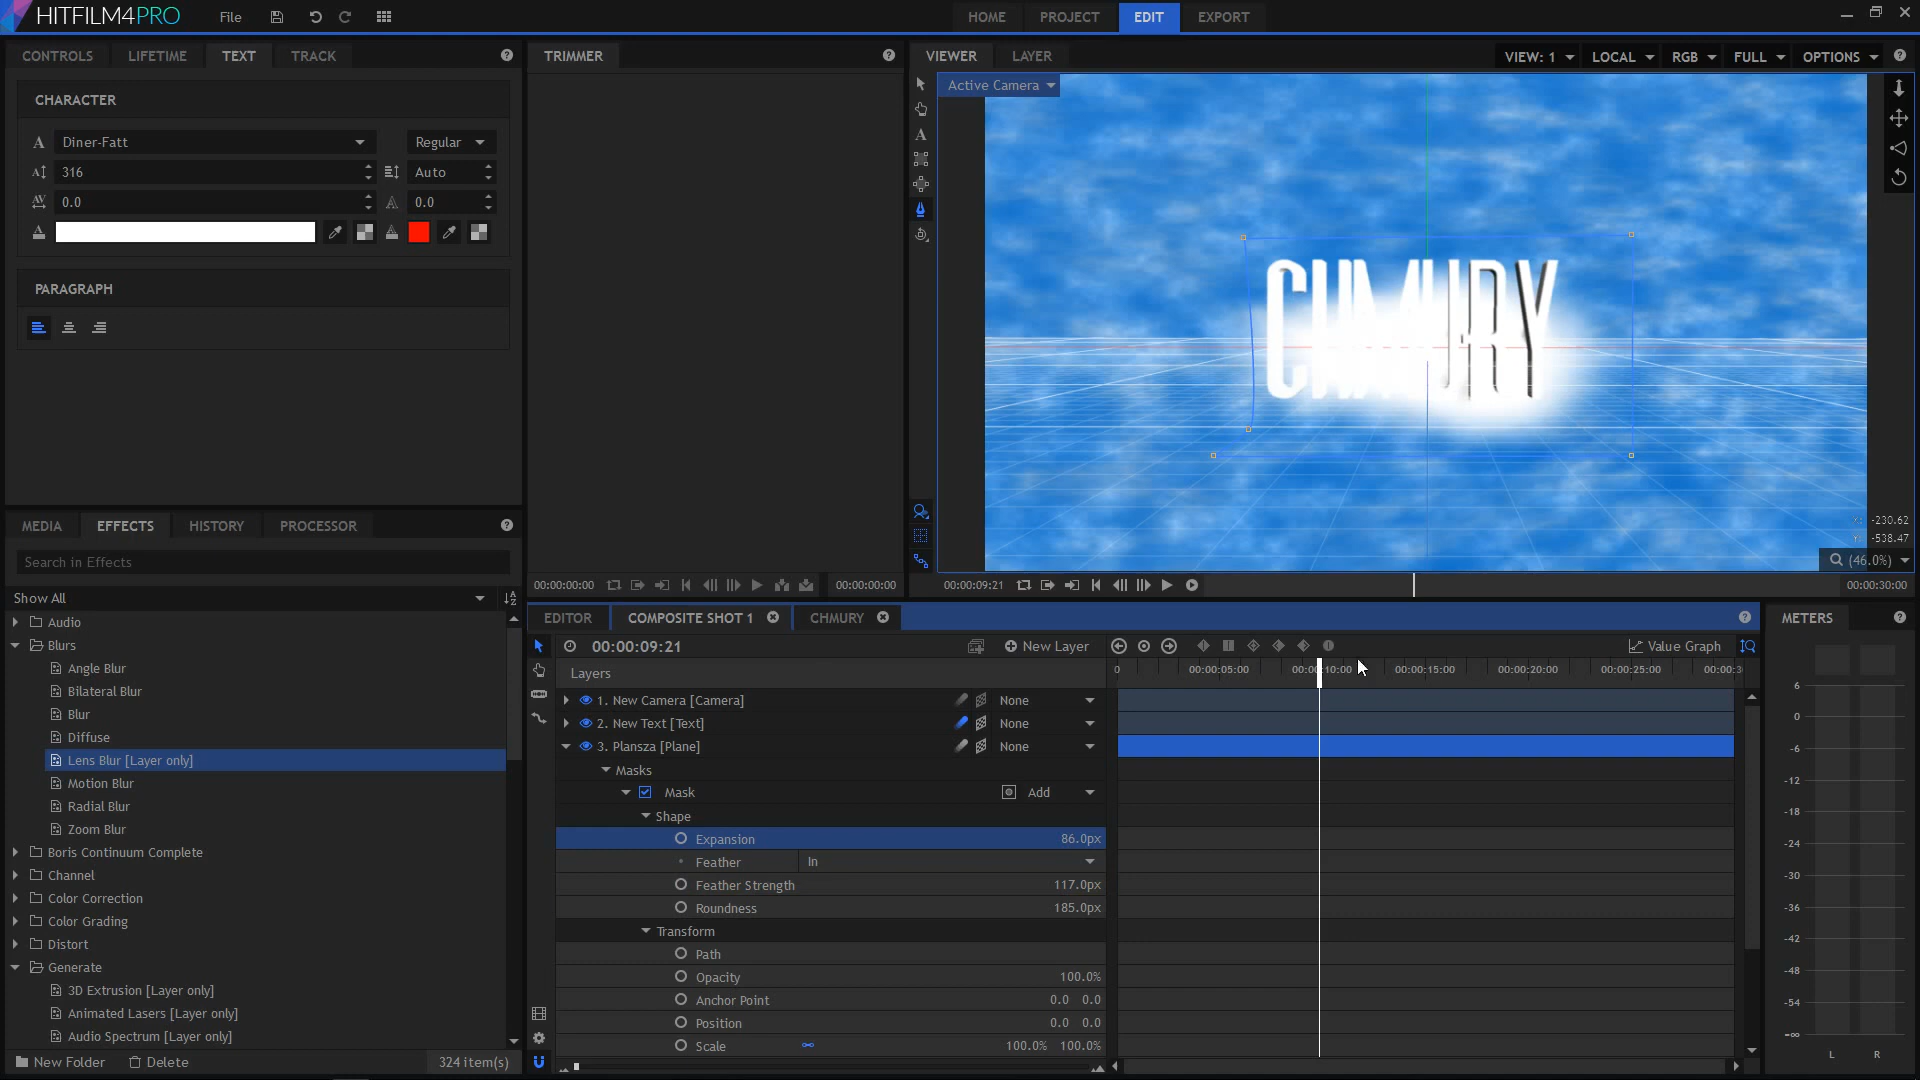 HITFILM4PRO File HOME PROJECT EDIT EXPORT
CONTROLS LIFETIME TEXT TRACK
CHARACTER
Diner-Fatt Regular
316 Auto
0.0 0.0
PARAGRAPH
TRIMMER
00:00:00:00 00:00:00:00
VIEWER LAYER VIEW: 1 LOCAL RGB FULL OPTIONS
Active Camera
CHMURY
-230.62
Y: -538.47
(46.0%)
00:00:09:21 00:00:30:00
MEDIA EFFECTS HISTORY PROCESSOR
Search in Effects
Show All
Audio
Blurs
Angle Blur
Bilateral Blur
Blur
Diffuse
Lens Blur [Layer only]
Motion Blur
Radial Blur
Zoom Blur
Boris Continuum Complete
Channel
Color Correction
Color Grading
Distort
Generate
3D Extrusion [Layer only]
Animated Lasers [Layer only]
Audio Spectrum [Layer only]
New Folder Delete 324 item(s)
EDITOR COMPOSITE SHOT 1 CHMURY
00:00:09:21 New Layer Value Graph
Layers 0 00:00:05:00 00:00:10:00 00:00:15:00 00:00:20:00 00:00:25:00 00:00:3
1. New Camera [Camera] None
2. New Text [Text] None
3. Plansza [Plane] None
Masks
Mask Add
Shape
Expansion 86.0px
Feather In
Feather Strength 117.0px
Roundness 185.0px
Transform
Path
Opacity 100.0%
Anchor Point 0.0 0.0
Position 0.0 0.0
Scale 100.0% 100.0%
METERS
6
0
-6
-12
-18
-24
-30
-36
-42
-48
-54
-∞
L R